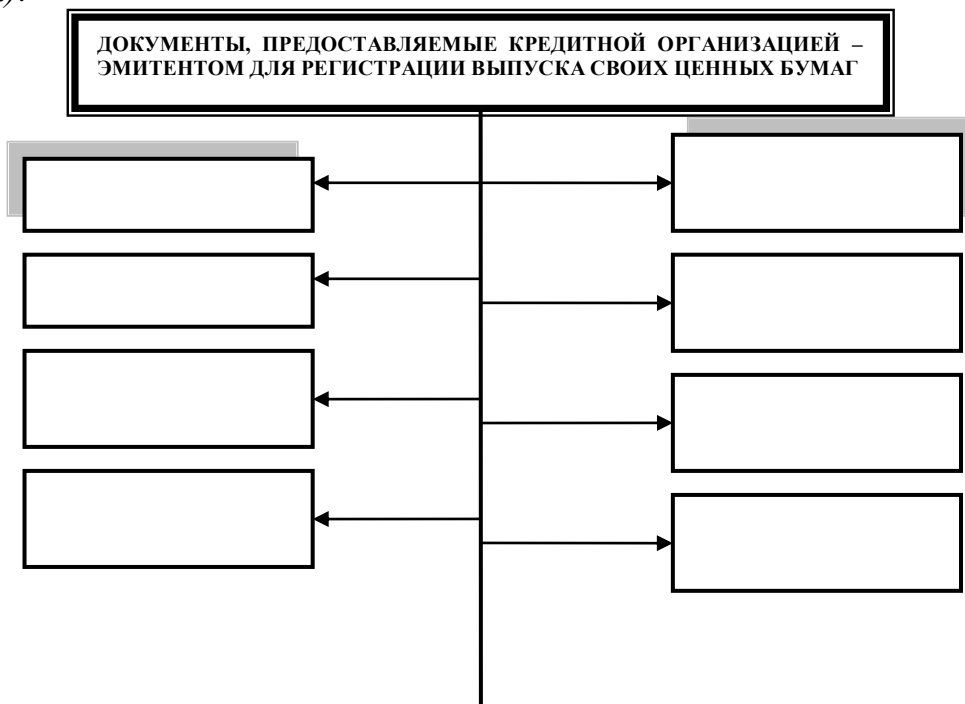 ДОКУМЕНТЫ, ПРЕДОСТАВЛЯЕМЫЕ КРЕДИТНОЙ ОРГАНИЗАЦИЕЙ –
ЭМИТЕНТОМ ДЛЯ РЕГИСТРАЦИИ ВЫПУСКА СВОИХ ЦЕННЫХ БУМАГ